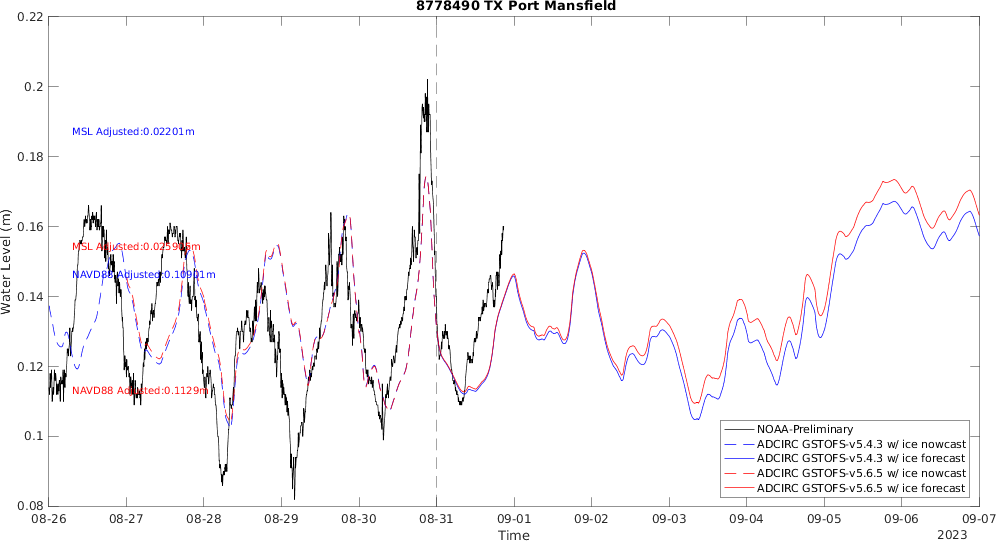 8778490 TX Port Mansfield
0.22
0.2
0.18
0.16
0.14
0.12
0.1
0.08
Water Level (m)
MSL Adjusted:0.02201m
MSL Adjusted:0.025906m
NAVD88 Adjusted:0.10901m
NAVD88 Adjusted:0.1129m
NOAA-Preliminary
ADCIRC GSTOFS-v5.4.3 w/ ice nowcast
ADCIRC GSTOFS-v5.4.3 w/ ice forecast
ADCIRC GSTOFS-v5.6.5 w/ ice nowcast
ADCIRC GSTOFS-v5.6.5 w/ ice forecast
08-26 08-27 08-28 08-29 08-30 08-31 09-01 09-02 09-03 09-04 09-05 09-06 09-07
Time
2023